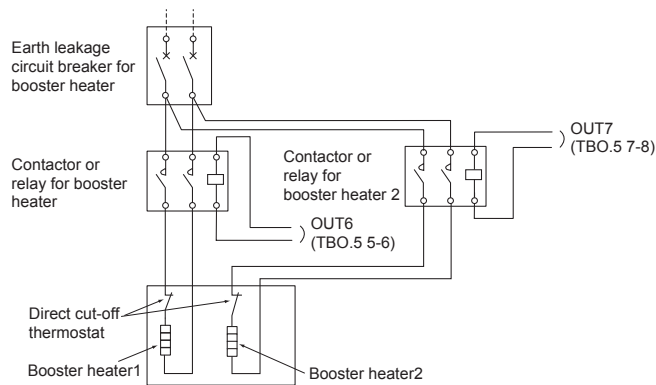 Earth leakage
circuit breaker for
booster heater
OUT7
(TBO.5 7-8)
Contactor or
relay for booster
heater
Contactor or
relay for
booster heater 2
OUT6
(TBO.5 5-6)
Direct cut-off
thermostat
Booster heater1
Booster heater2